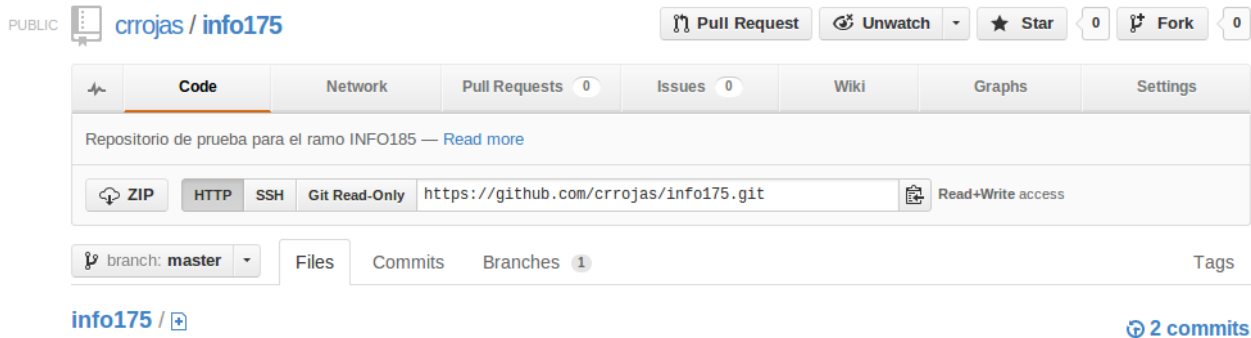 PUBLIC crrojas / info175 Pull Request Unwatch Star 0 Fork 0
Code Network Pull Requests 0 Issues 0 Wiki Graphs Settings
Repositorio de prueba para el ramo INFO185 — Read more
ZIP HTTP SSH Git Read-Only https://github.com/crrojas/info175.git Read+Write access
branch: master Files Commits Branches 1 Tags
info175 / 2 commits